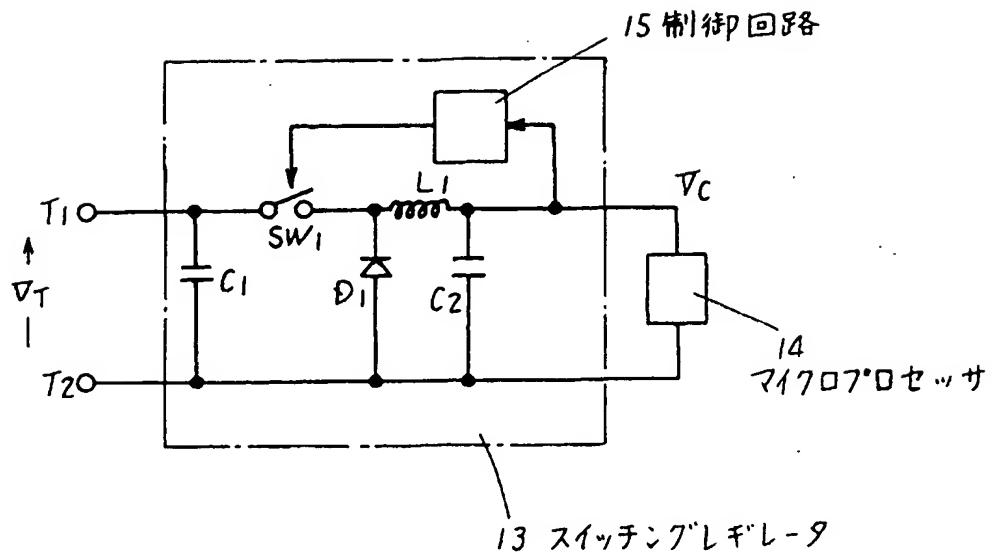 15 制御回路
T1
SW1
L1
VC
VT
C1
D1
C2
T2
14
マイクロプロセッサ
13 スイッチングレギレータ